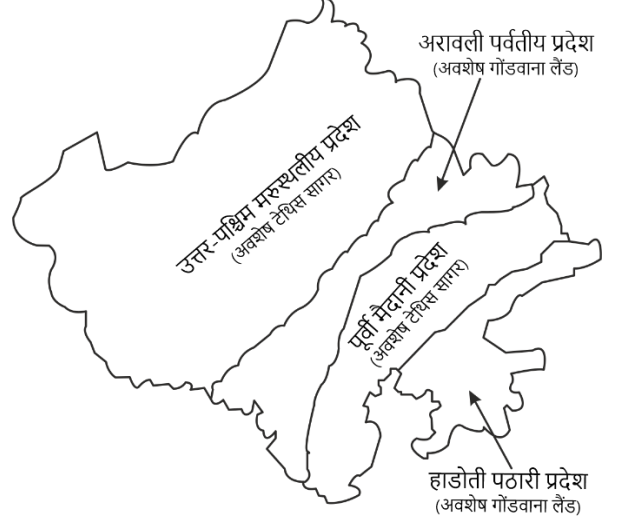 अरावली पर्वतीय प्रदेश
(अवशेष गोंडवाना लैंड)
उत्तर-पश्चिम मरुस्थलीय प्रदेश
(अवशेष टेथिस सागर)
पूर्वी मैदानी प्रदेश
(अवशेष टेथिस सागर)
हाडोती पठारी प्रदेश
(अवशेष गोंडवाना लैंड)